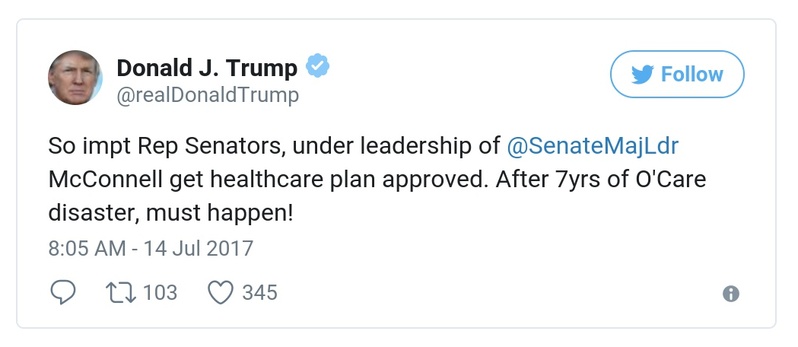 Donald J. Trump
@realDonaldTrump
Follow
So impt Rep Senators, under leadership of @SenateMajLdr
McConnell get healthcare plan approved. After 7yrs of O'Care
disaster, must happen!
8:05 AM - 14 Jul 2017
103 345